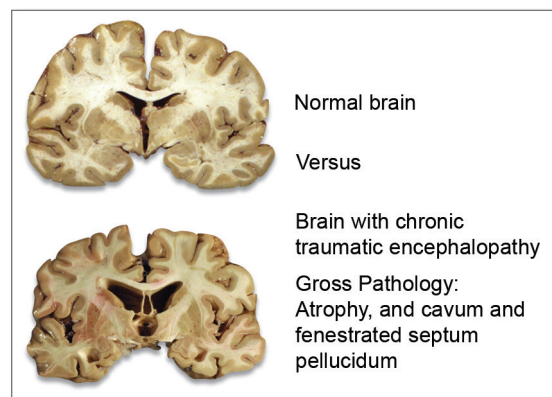 Normal brain
Versus
Brain with chronic
traumatic encephalopathy
Gross Pathology:
Atrophy, and cavum and
fenestrated septum
pellucidum